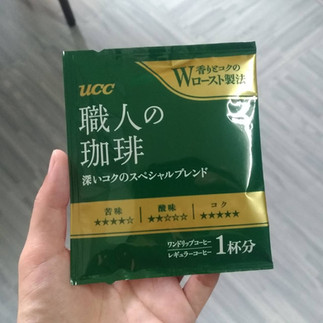 ucc
香りとコクの
Wロースト製法
職人の
珈琲
深いコクのスペシャルブレンド
苦味 酸味 コク
★★★★☆ ★★☆☆☆ ★★★★★
ワンドリップコーヒー
レギュラーコーヒー 1杯分